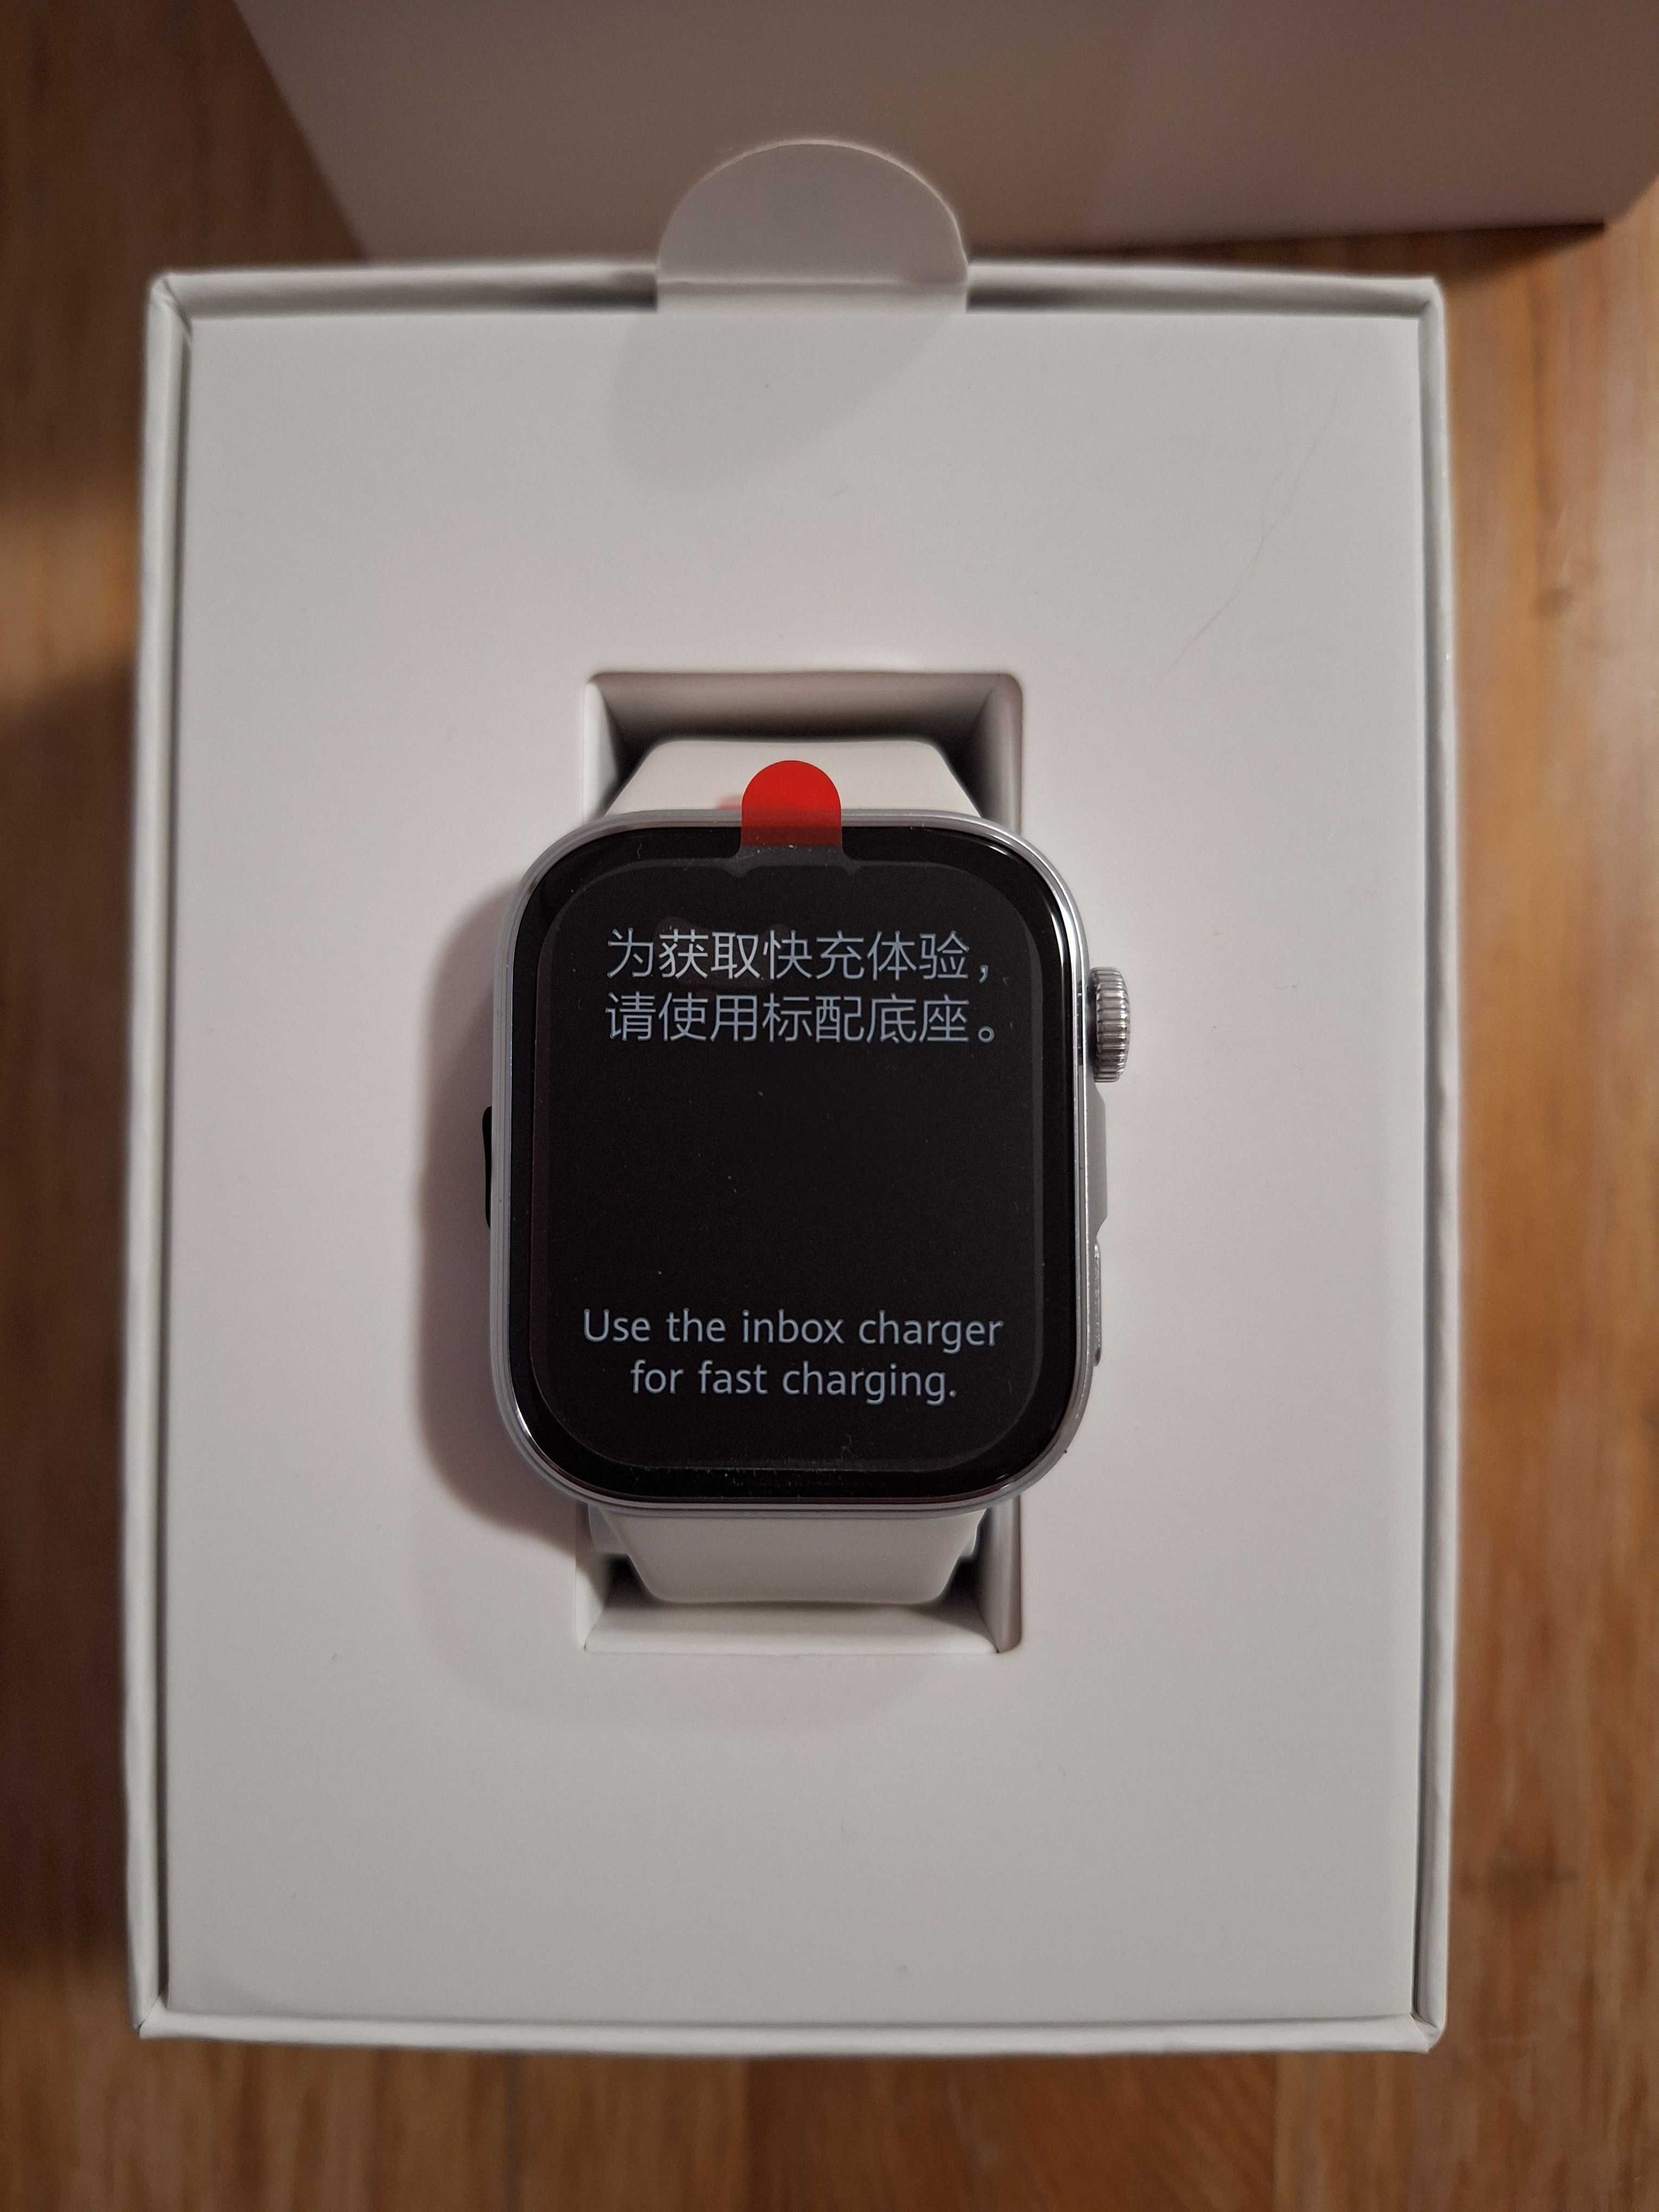 为获取快充体验，
请使用标配底座。
Use the inbox charger
for fast charging.